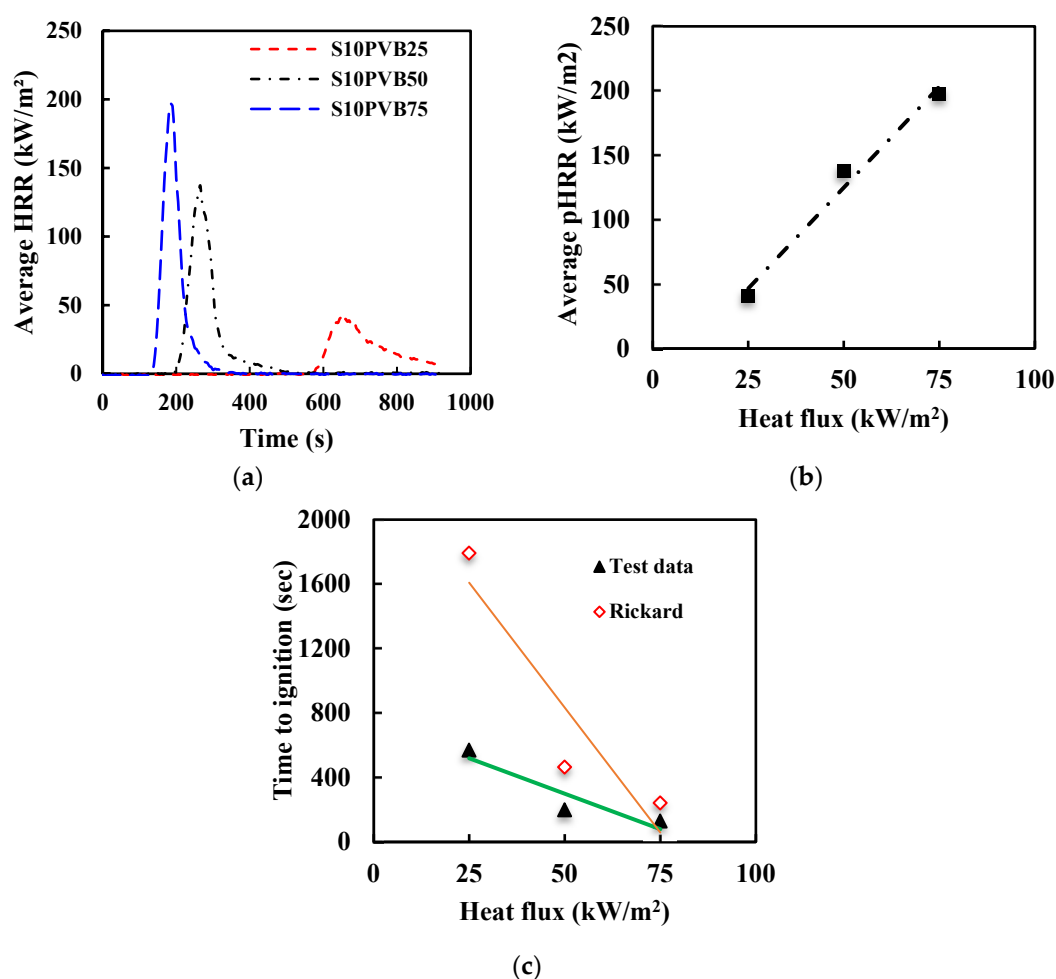 250
200
150
100
50
0
Average HRR (kW/m²)
S10PVB25
S10PVB50
S10PVB75
0 200 400 600 800 1000
Time (s)
(a)
250
200
150
100
50
0
Average pHRR (kW/m2)
0 25 50 75 100
Heat flux (kW/m²)
(b)
2000
1600
1200
800
400
0
Time to ignition (sec)
Test data
Rickard
0 25 50 75 100
Heat flux (kW/m²)
(c)